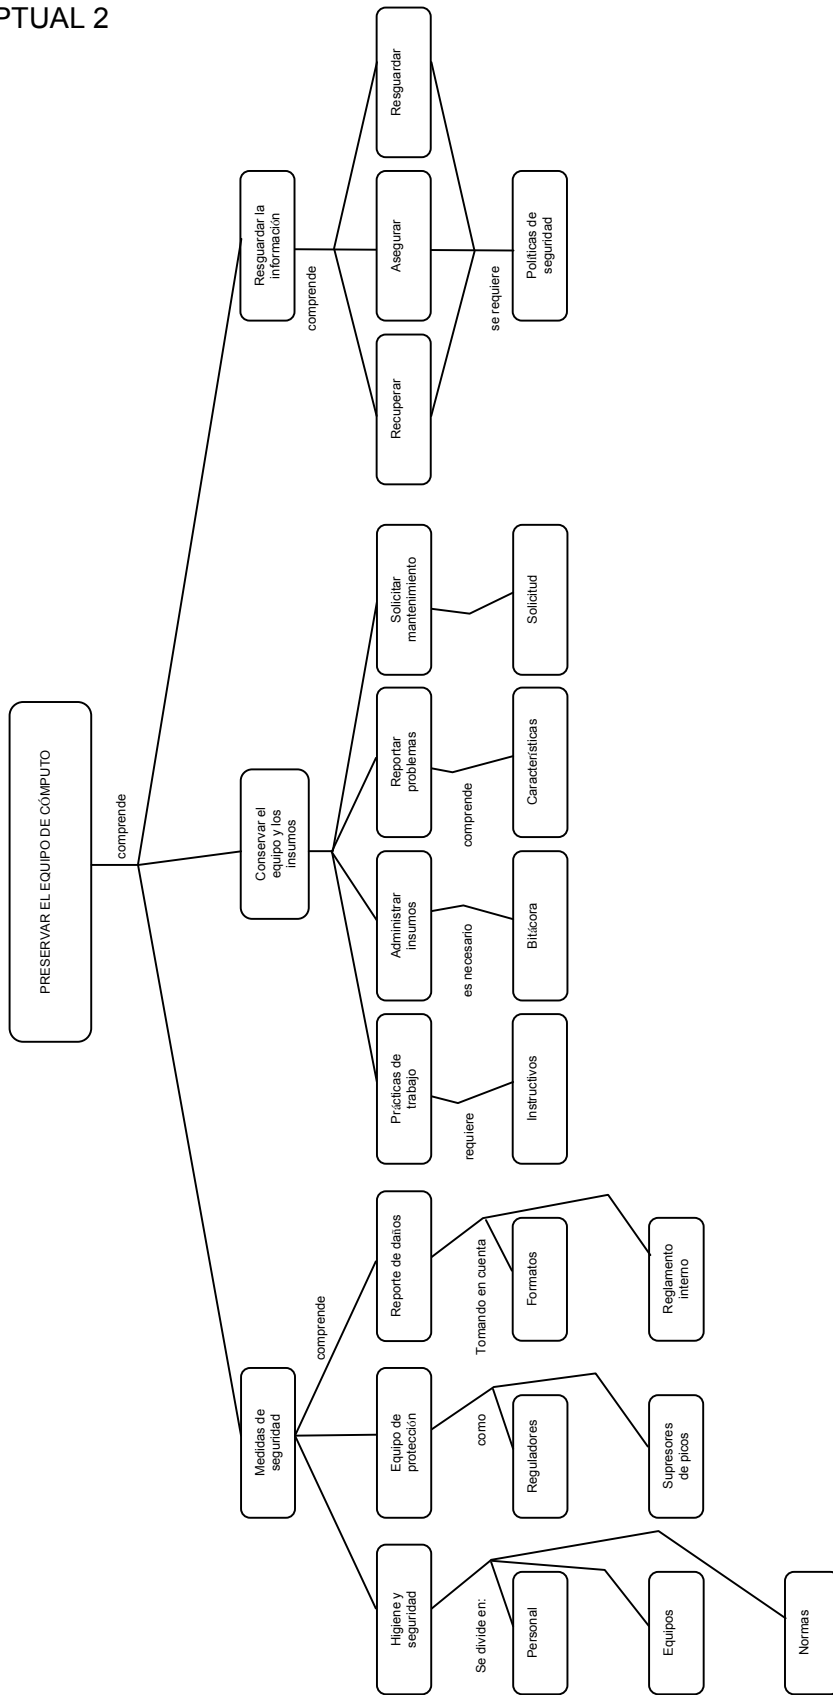 PTUAL 2
PRESERVAR EL EQUIPO DE CÓMPUTO
comprende
Medidas de
seguridad
comprende
Higiene y
seguridad
Se divide en:
Personal
Equipos
Normas
Equipo de
protección
como
Reguladores
Supresores
de picos
Reporte de daños
Tomando en cuenta
Formatos
Reglamento
interno
Conservar el
equipo y los
insumos
Prácticas de
trabajo
requiere
Instructivos
Administrar
insumos
es necesario
Bitácora
Reportar
problemas
comprende
Características
Solicitar
mantenimiento
Solicitud
Resguardar la
información
comprende
Recuperar
Asegurar
Resguardar
se requiere
Políticas de
seguridad